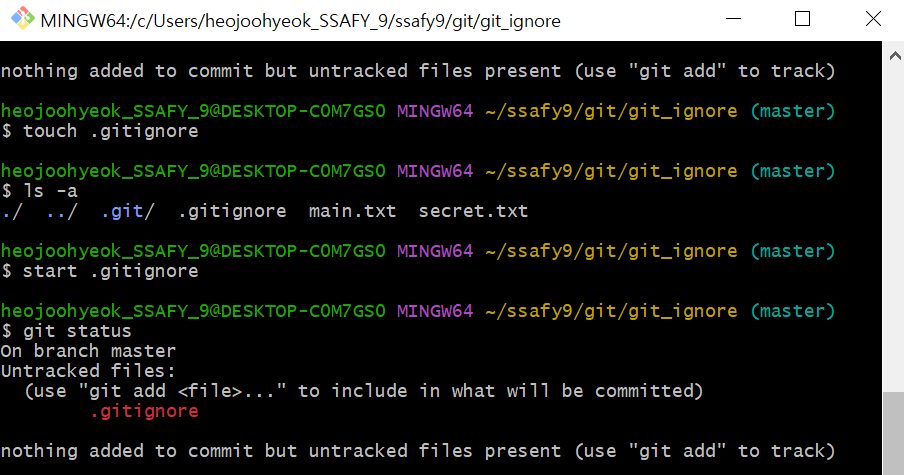 MINGW64:/c/Users/heojoohyeok_SSAFY_9/ssafy9/git/git_ignore
nothing added to commit but untracked files present (use "git add" to track)
heojoohyeok_SSAFY_9@DESKTOP-C0M7GS0 MINGW64 ~/ssafy9/git/git_ignore (master)
$ touch .gitignore
heojoohyeok_SSAFY_9@DESKTOP-C0M7GS0 MINGW64 ~/ssafy9/git/git_ignore (master)
$ ls -a
./  ../  .git/  .gitignore  main.txt  secret.txt
heojoohyeok_SSAFY_9@DESKTOP-C0M7GS0 MINGW64 ~/ssafy9/git/git_ignore (master)
$ start .gitignore
heojoohyeok_SSAFY_9@DESKTOP-C0M7GS0 MINGW64 ~/ssafy9/git/git_ignore (master)
$ git status
On branch master
Untracked files:
  (use "git add <file>..." to include in what will be committed)
        .gitignore
nothing added to commit but untracked files present (use "git add" to track)